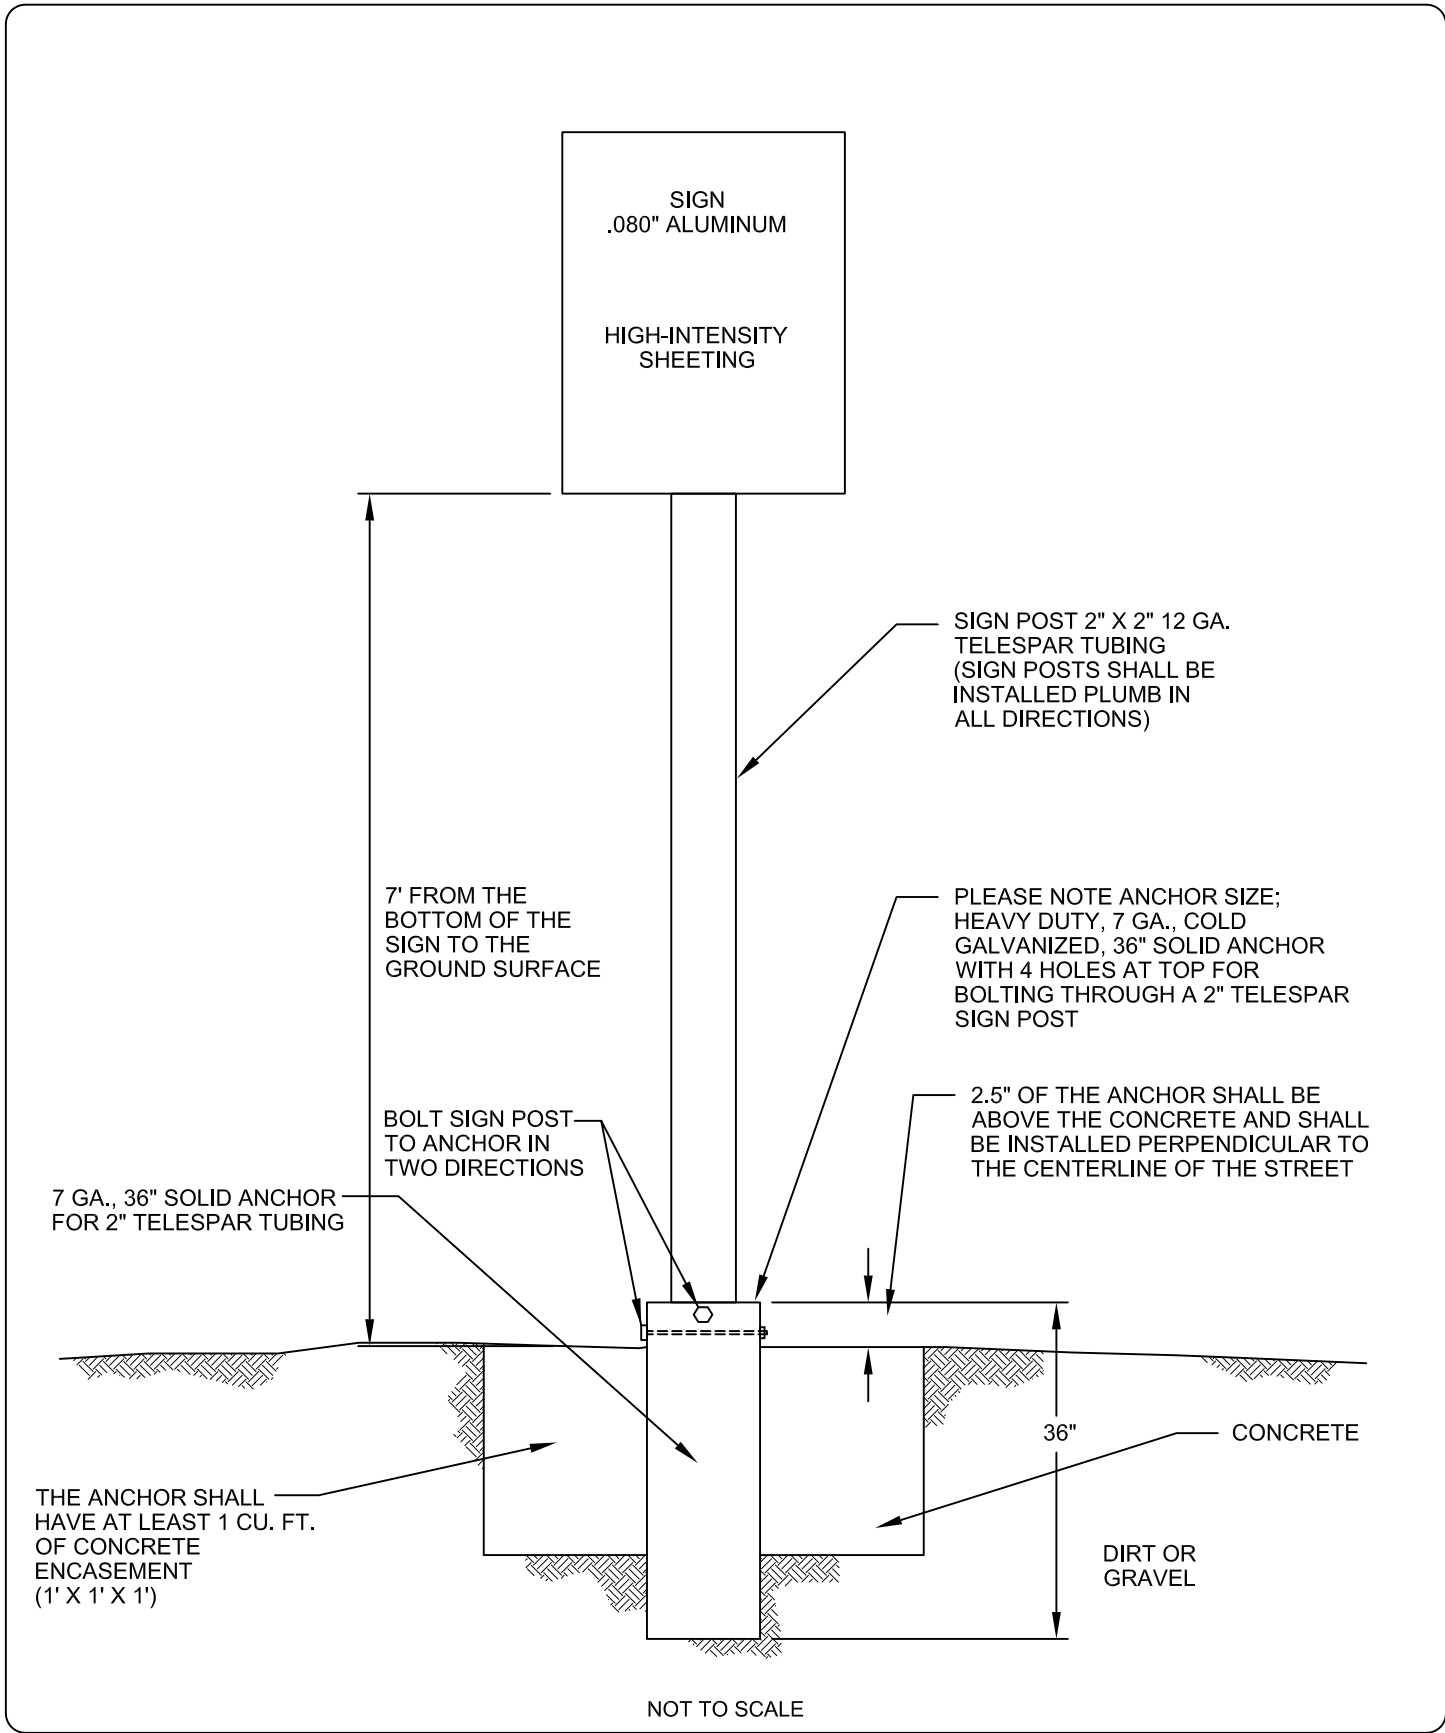 SIGN
.080" ALUMINUM
HIGH-INTENSITY
SHEETING
SIGN POST 2" X 2" 12 GA.
TELESPAR TUBING
(SIGN POSTS SHALL BE
INSTALLED PLUMB IN
ALL DIRECTIONS)
7' FROM THE
BOTTOM OF THE
SIGN TO THE
GROUND SURFACE
PLEASE NOTE ANCHOR SIZE;
HEAVY DUTY, 7 GA., COLD
GALVANIZED, 36" SOLID ANCHOR
WITH 4 HOLES AT TOP FOR
BOLTING THROUGH A 2" TELESPAR
SIGN POST
2.5" OF THE ANCHOR SHALL BE
ABOVE THE CONCRETE AND SHALL
BE INSTALLED PERPENDICULAR TO
THE CENTERLINE OF THE STREET
BOLT SIGN POST
TO ANCHOR IN
TWO DIRECTIONS
7 GA., 36" SOLID ANCHOR
FOR 2" TELESPAR TUBING
36"
CONCRETE
THE ANCHOR SHALL
HAVE AT LEAST 1 CU. FT.
OF CONCRETE
ENCASEMENT
(1' X 1' X 1')
DIRT OR
GRAVEL
NOT TO SCALE